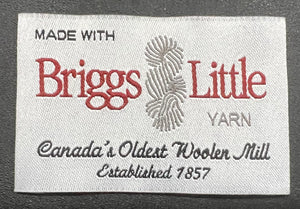 MADE WITH
Briggs Little
YARN
Canada's Oldest Woolen Mill
Established 1857